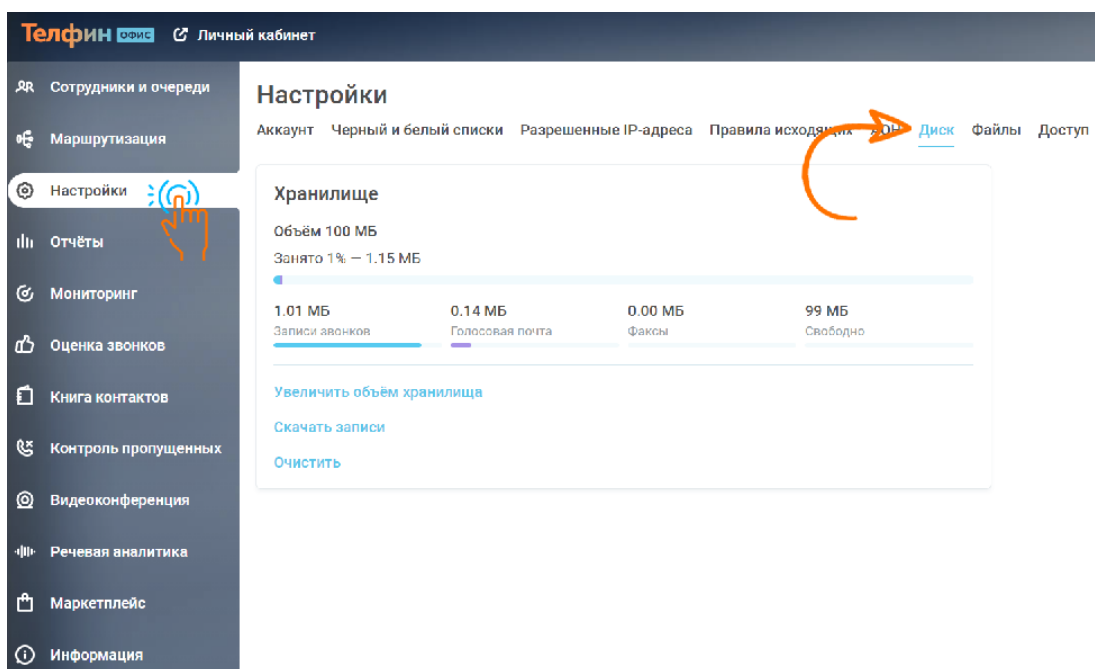 Телфин ОФИС Личный кабинет
Сотрудники и очереди
Маршрутизация
Настройки
Отчёты
Мониторинг
Оценка звонков
Книга контактов
Контроль пропущенных
Видеоконференция
Речевая аналитика
Маркетплейс
Информация
Настройки
Аккаунт Черный и белый списки Разрешенные IP-адреса Правила исходящих АОН Диск Файлы Доступ
Хранилище
Объём 100 МБ
Занято 1% — 1.15 МБ
1.01 МБ 0.14 МБ 0.00 МБ 99 МБ
Записи звонков Голосовая почта Факсы Свободно
Увеличить объём хранилища
Скачать записи
Очистить